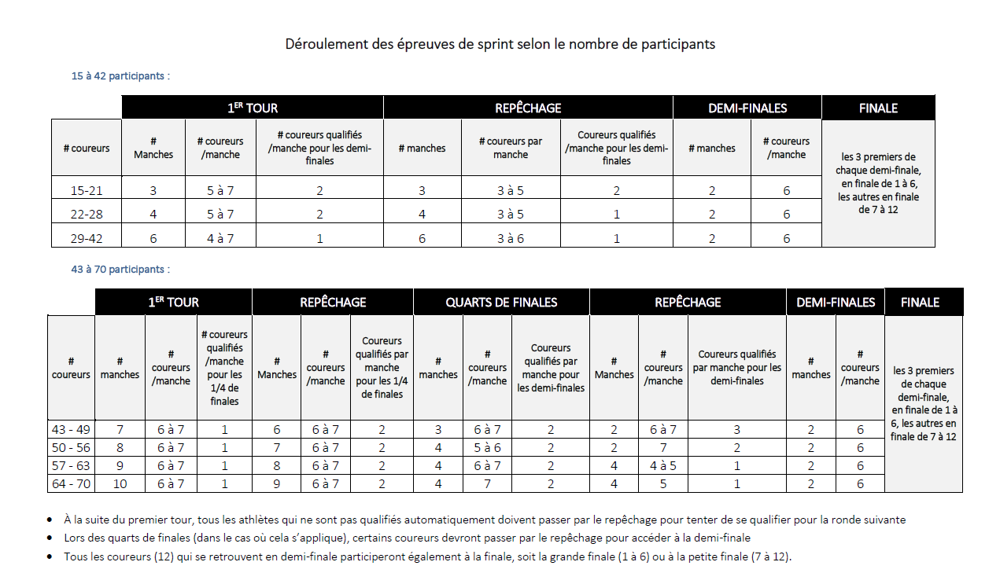 Déroulement des épreuves de sprint selon le nombre de participants
15 à 42 participants :
1ER TOUR REPÊCHAGE DEMI-FINALES FINALE
# coureurs
#
Manches
# coureurs
/manche
# coureurs qualifiés
/manche pour les demi-
finales
# manches
# coureurs par
manche
Coureurs qualifiés
/manche pour les demi-
finales
# manches
# coureurs
/manche
les 3 premiers de
chaque demi-finale,
en finale de 1 à 6,
les autres en finale
de 7 à 12
15-21 3 5 à 7 2 3 3 à 5 2 2 6
22-28 4 5 à 7 2 4 3 à 5 1 2 6
29-42 6 4 à 7 1 6 3 à 6 1 2 6
43 à 70 participants :
1ER TOUR REPÊCHAGE QUARTS DE FINALES REPÊCHAGE DEMI-FINALES FINALE
#
coureurs
#
manches
#
coureurs
/manche
# coureurs
qualifiés
/manche
pour les
1/4 de
finales
#
Manches
#
coureurs
/manche
Coureurs
qualifiés par
manche
pour les 1/4
de finales
#
manches
#
coureurs
/manche
Coureurs
qualifiés par
manche pour
les demi-finales
#
Manches
#
coureurs
/manche
Coureurs qualifiés
par manche pour les
demi-finales
#
manches
#
coureurs
/manche
les 3 premiers
de chaque
demi-finale,
en finale de 1 à
6, les autres en
finale de 7 à 12
43 - 49 7 6 à 7 1 6 6 à 7 2 3 6 à 7 2 2 6 à 7 3 2 6
50 - 56 8 6 à 7 1 7 6 à 7 2 4 5 à 6 2 2 7 2 2 6
57 - 63 9 6 à 7 1 8 6 à 7 2 4 6 à 7 2 4 4 à 5 1 2 6
64 - 70 10 6 à 7 1 9 6 à 7 2 4 7 2 4 5 1 2 6
• À la suite du premier tour, tous les athlètes qui ne sont pas qualifiés automatiquement doivent passer par le repêchage pour tenter de se qualifier pour la ronde suivante
• Lors des quarts de finales (dans le cas où cela s'applique), certains coureurs devront passer par le repêchage pour accéder à la demi-finale
• Tous les coureurs (12) qui se retrouvent en demi-finale participeront également à la finale, soit la grande finale (1 à 6) ou à la petite finale (7 à 12).